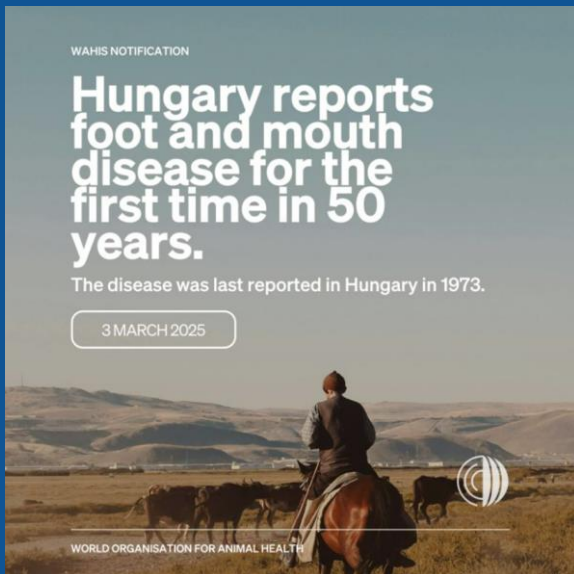 WAHIS NOTIFICATION
Hungary reports
foot and mouth
disease for the
first time in 50
years.
The disease was last reported in Hungary in 1973.
3 MARCH 2025
WORLD ORGANISATION FOR ANIMAL HEALTH